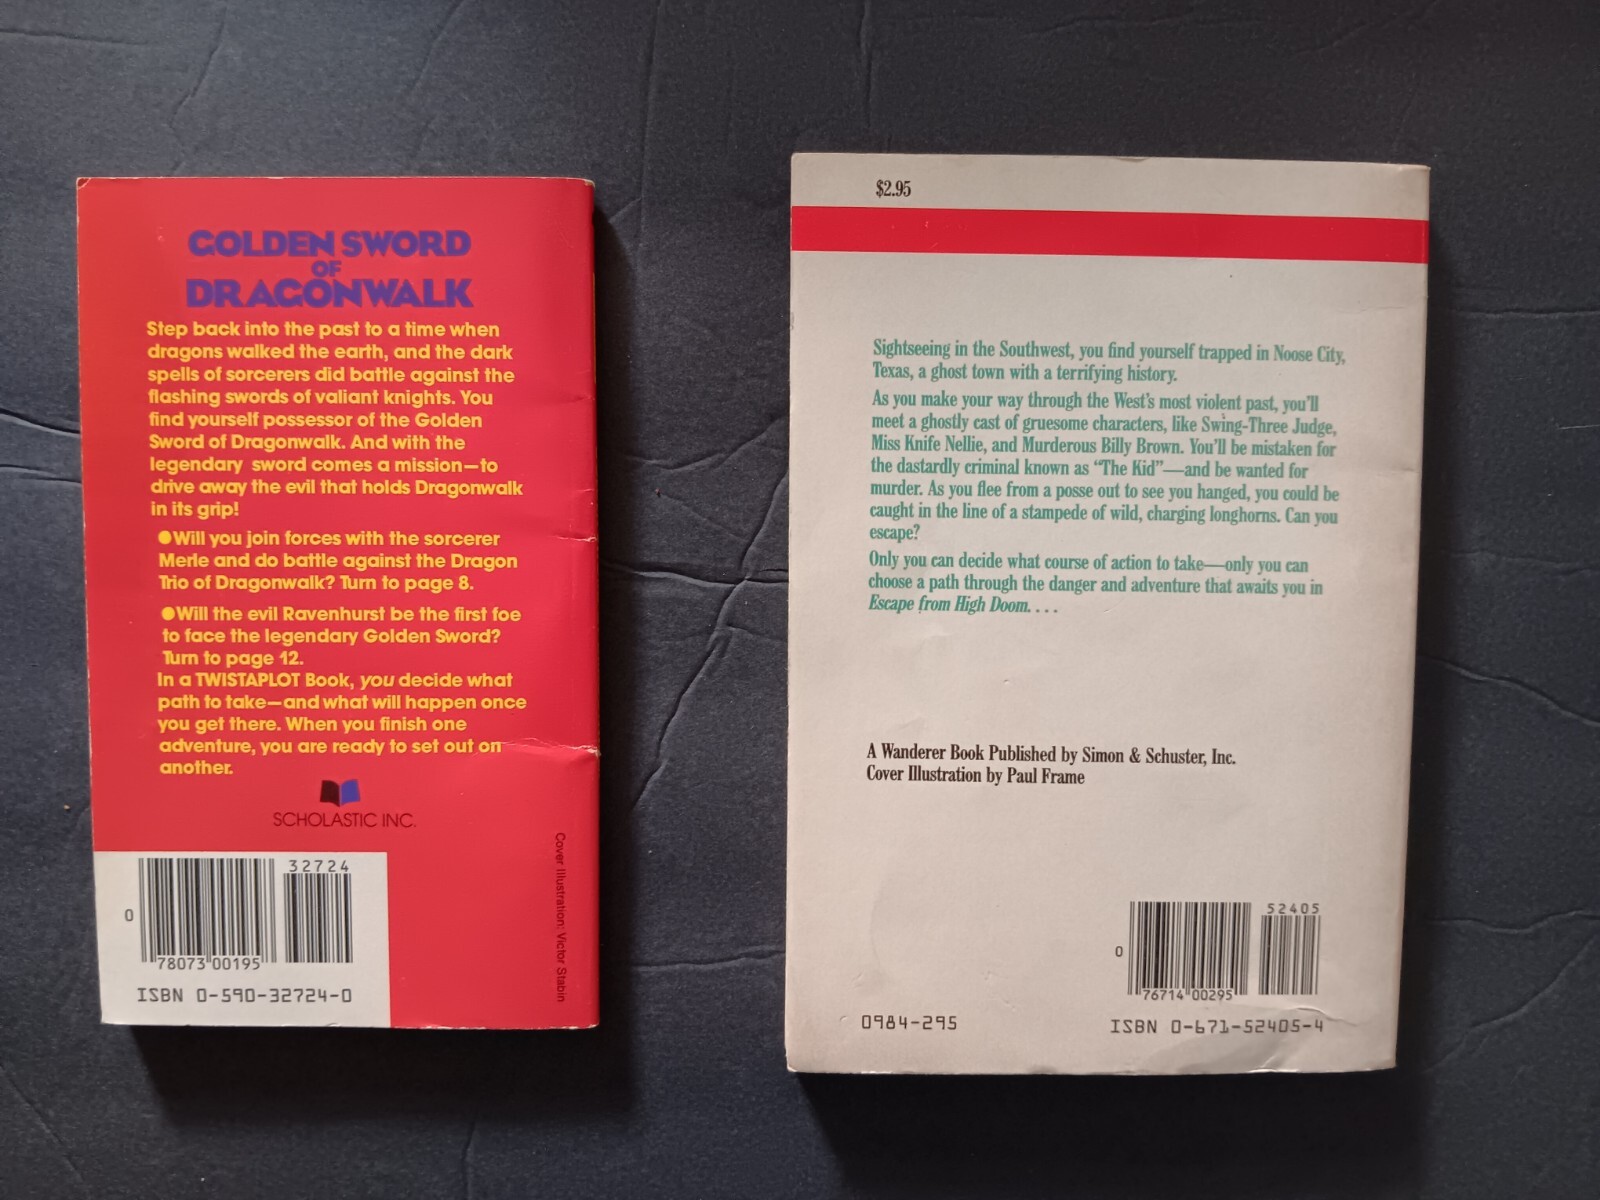 GOLDEN SWORD
OF
DRAGONWALK
Step back into the past to a time when
dragons walked the earth, and the dark
spells of sorcerers did battle against the
flashing swords of valiant knights. You
find yourself possessor of the Golden
Sword of Dragonwalk. And with the
legendary sword comes a mission—to
drive away the evil that holds Dragonwalk
in its grip!
●Will you join forces with the sorcerer
Merle and do battle against the Dragon
Trio of Dragonwalk? Turn to page 8.
●Will the evil Ravenhurst be the first foe
to face the legendary Golden Sword?
Turn to page 12.
In a TWISTAPLOT Book, you decide what
path to take—and what will happen once
you get there. When you finish one
adventure, you are ready to set out on
another.
SCHOLASTIC INC.
Cover Illustration: Victor Stabin
32724
0
78073 00195
ISBN 0-590-32724-0
$2.95
Sightseeing in the Southwest, you find yourself trapped in Noose City,
Texas, a ghost town with a terrifying history.
As you make your way through the West's most violent past, you'll
meet a ghostly cast of gruesome characters, like Swing-Three Judge,
Miss Knife Nellie, and Murderous Billy Brown. You'll be mistaken for
the dastardly criminal known as "The Kid"—and be wanted for
murder. As you flee from a posse out to see you hanged, you could be
caught in the line of a stampede of wild, charging longhorns. Can you
escape?
Only you can decide what course of action to take—only you can
choose a path through the danger and adventure that awaits you in
Escape from High Doom. . . .
A Wanderer Book Published by Simon & Schuster, Inc.
Cover Illustration by Paul Frame
52405
0
76714 00295
0984-295
ISBN 0-671-52405-4